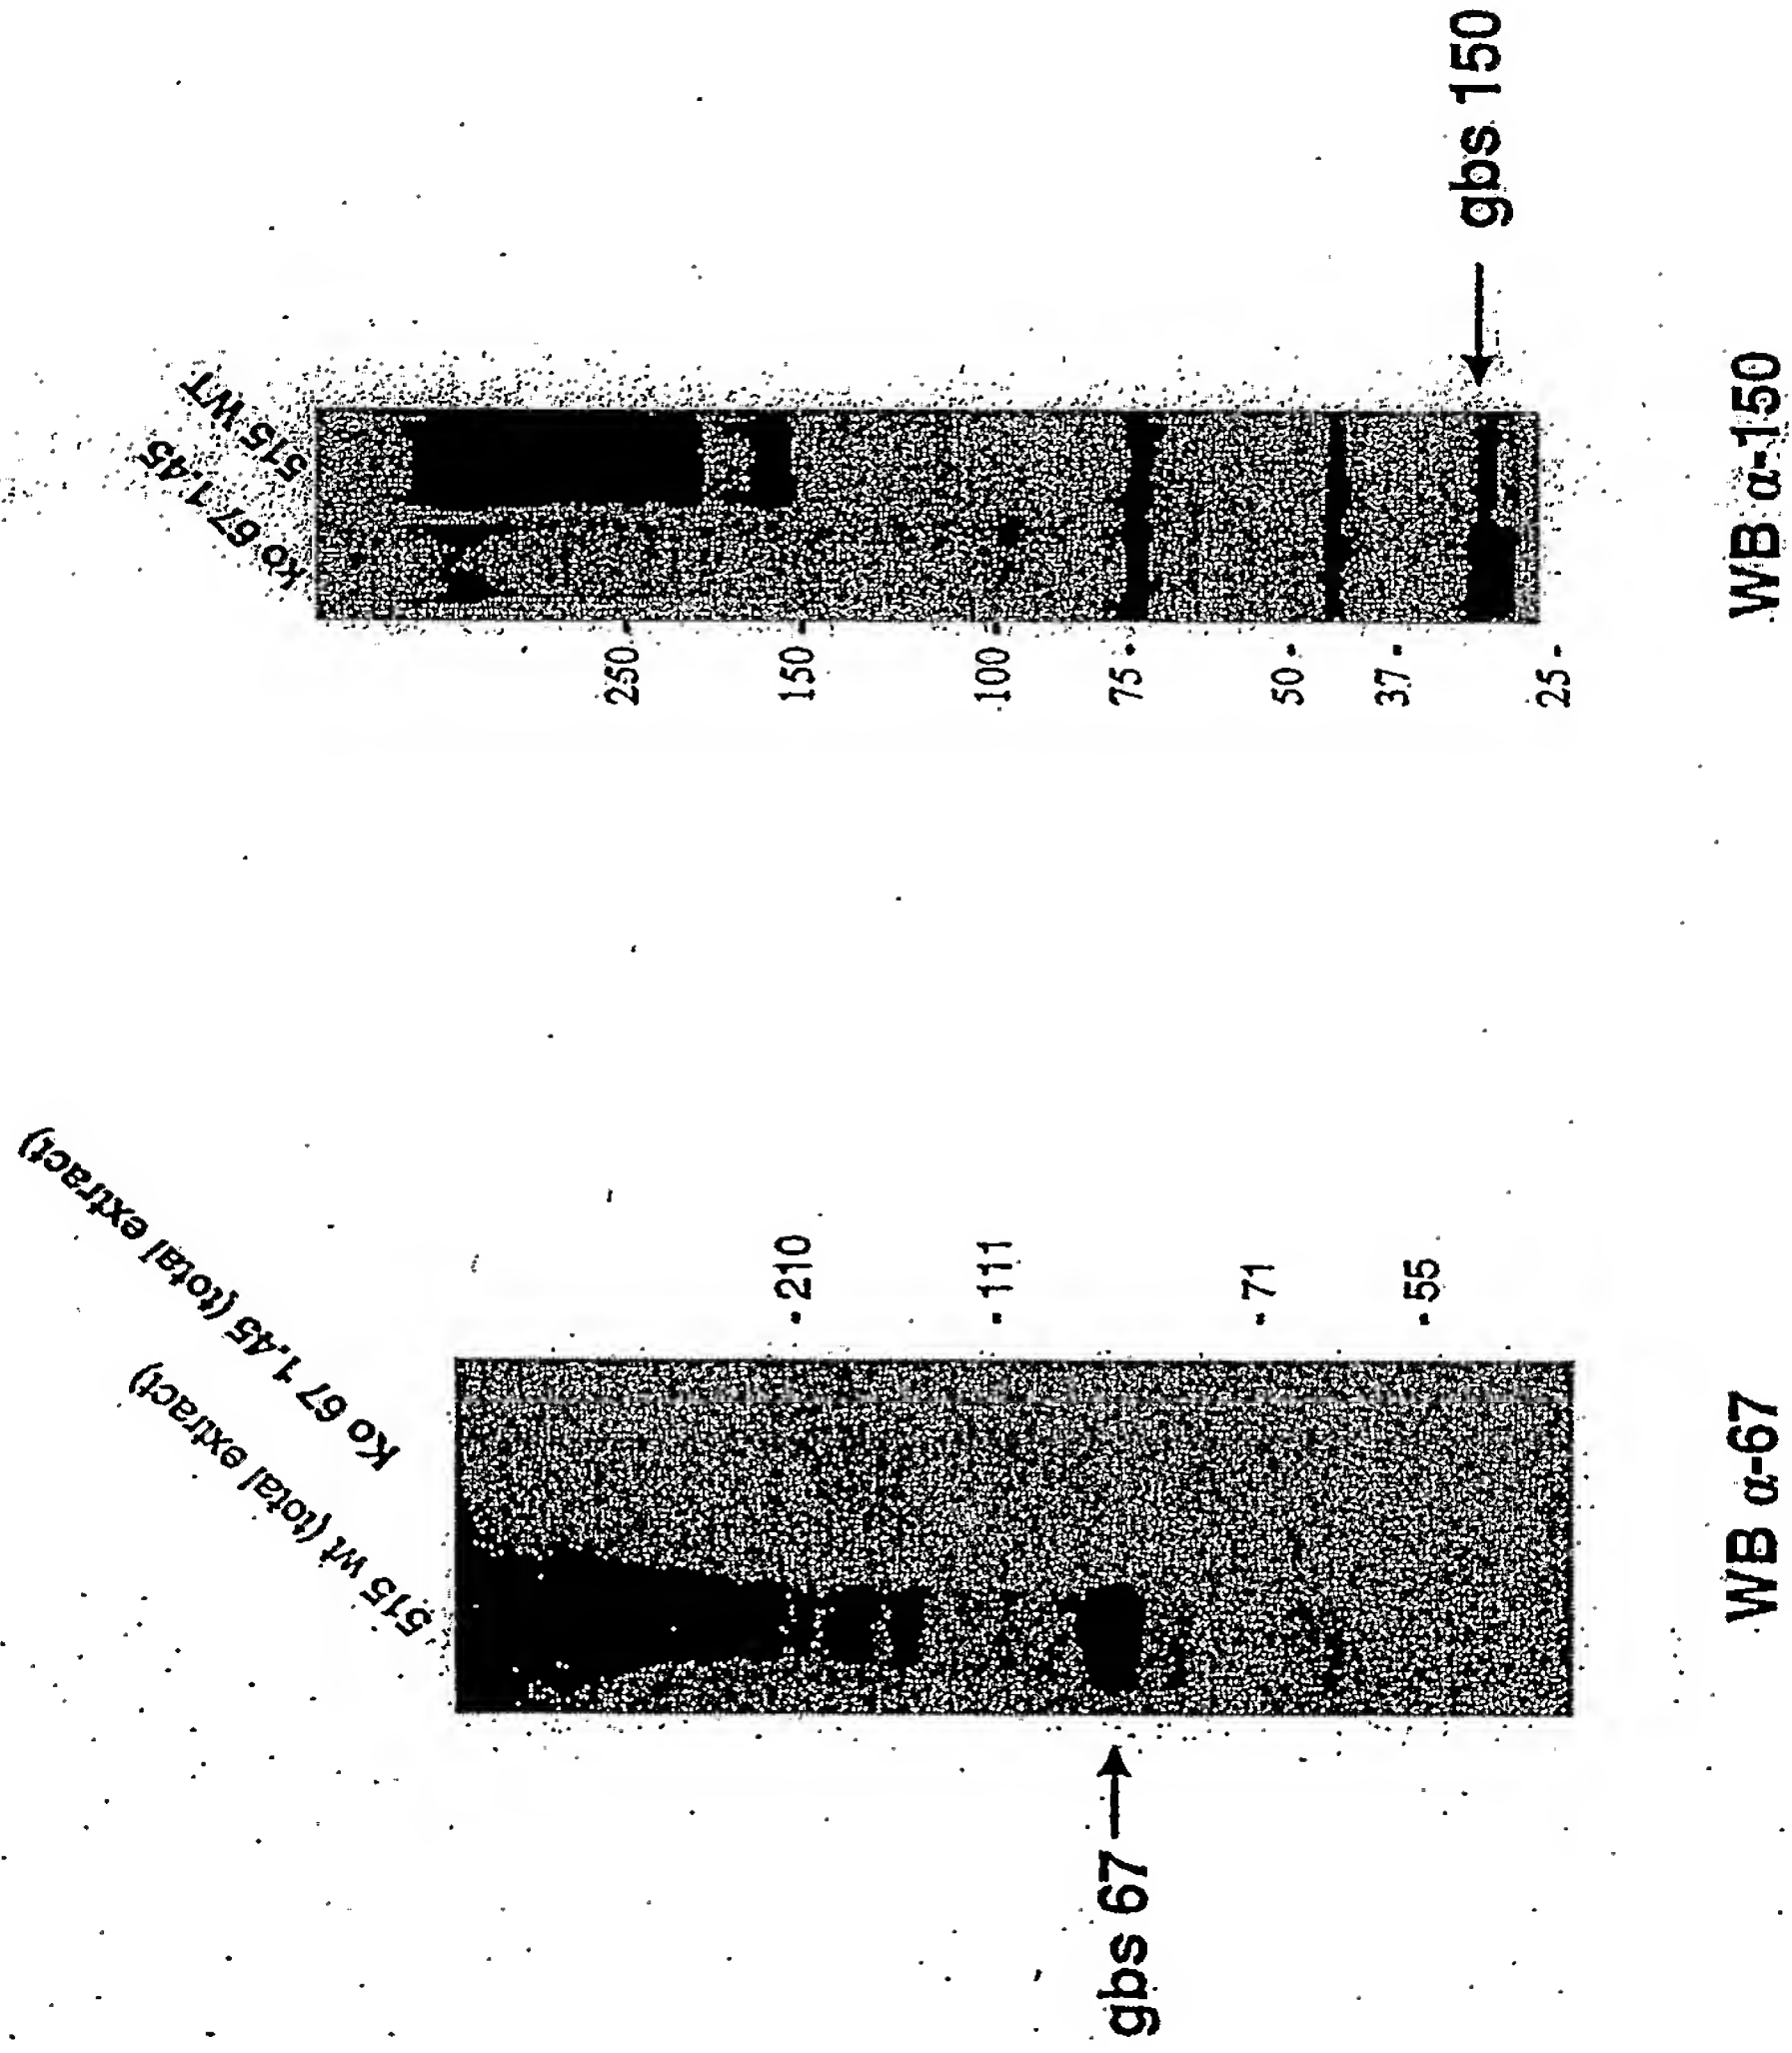 515 wt (total extract)
Ko 67 1.45 (total extract)
- 210
- 111
- 71
- 55
gbs 67
WB α-67
Ko 67 1.45
515 WT
250
150
100
75 -
50 -
37 -
25 -
gbs 150
WB α-150